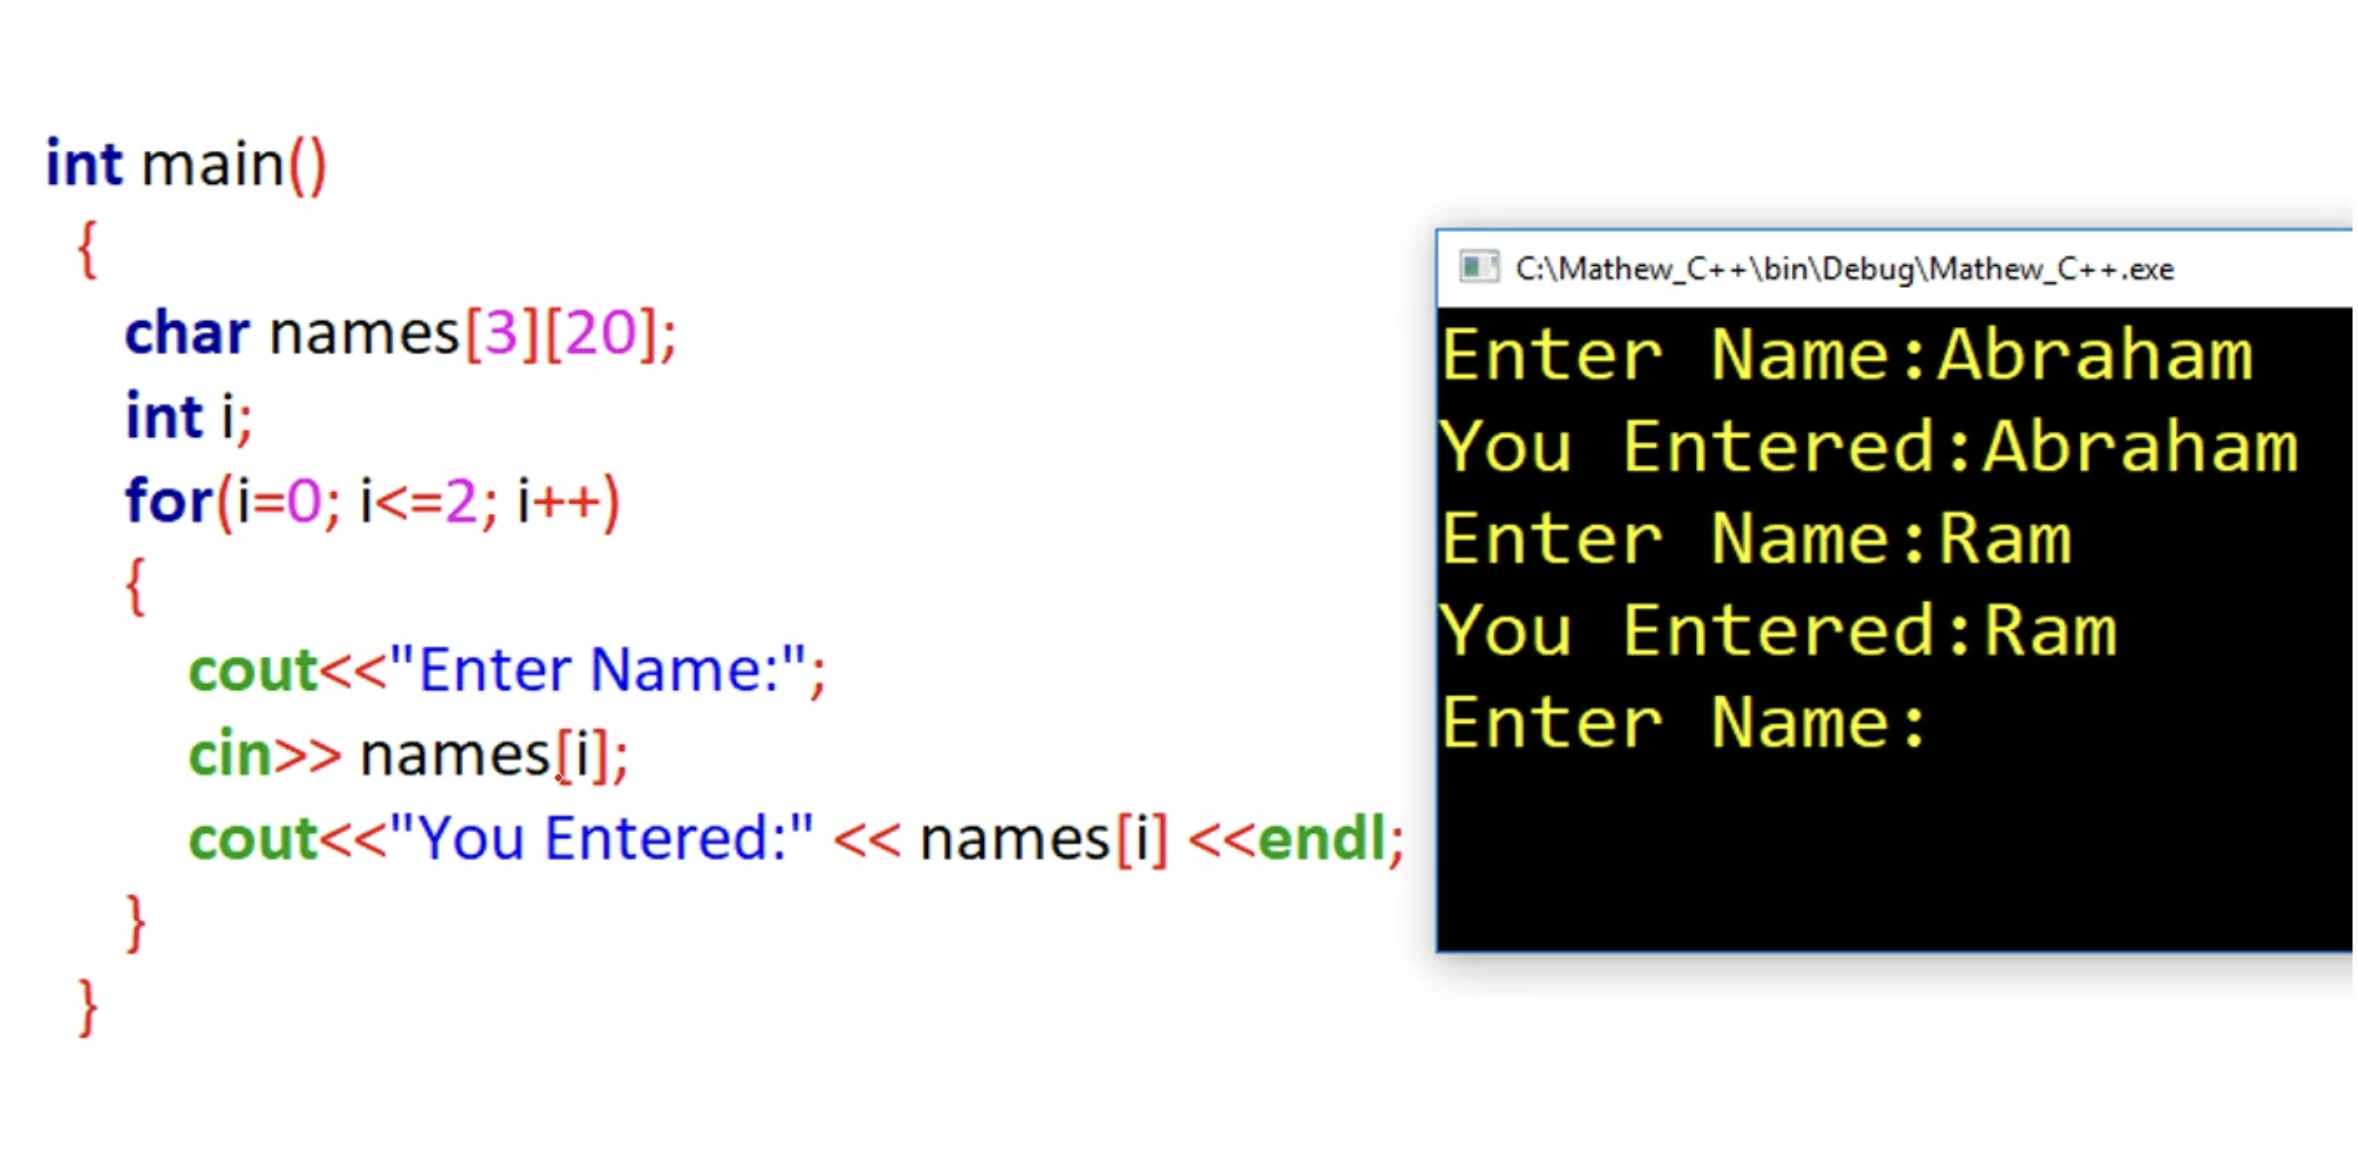 int main()
{
char names[3][20];
int i;
for(i=0; i<=2; i++)
{
cout<<"Enter Name:";
cin>> names[i];
cout<<"You Entered:" << names[i] <<endl;
}
}
C:\Mathew_C++\bin\Debug\Mathew_C++.exe
Enter Name:Abraham
You Entered:Abraham
Enter Name:Ram
You Entered:Ram
Enter Name: